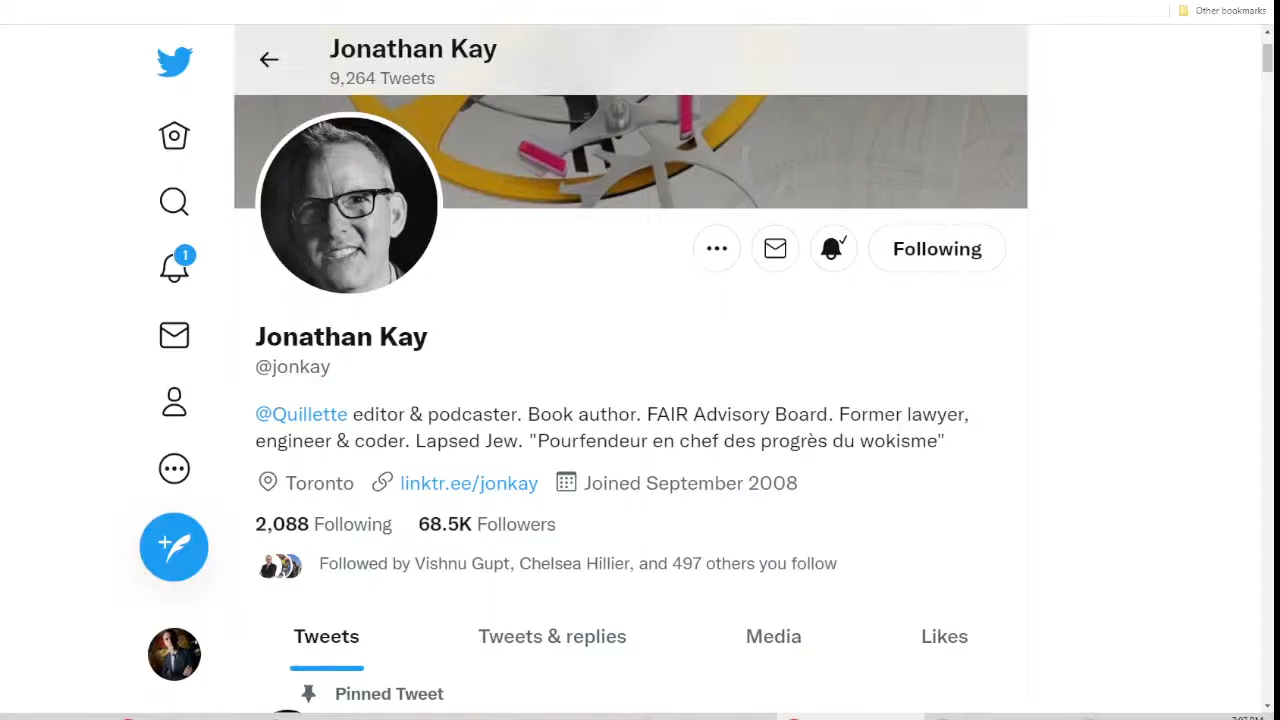 Other bookmarks
Jonathan Kay
9,264 Tweets
Following
1
Jonathan Kay
@jonkay
@Quillette editor & podcaster. Book author. FAIR Advisory Board. Former lawyer,
engineer & coder. Lapsed Jew. "Pourfendeur en chef des progrès du wokisme"
Toronto linktr.ee/jonkay Joined September 2008
2,088 Following 68.5K Followers
Followed by Vishnu Gupt, Chelsea Hillier, and 497 others you follow
Tweets Tweets & replies Media Likes
Pinned Tweet